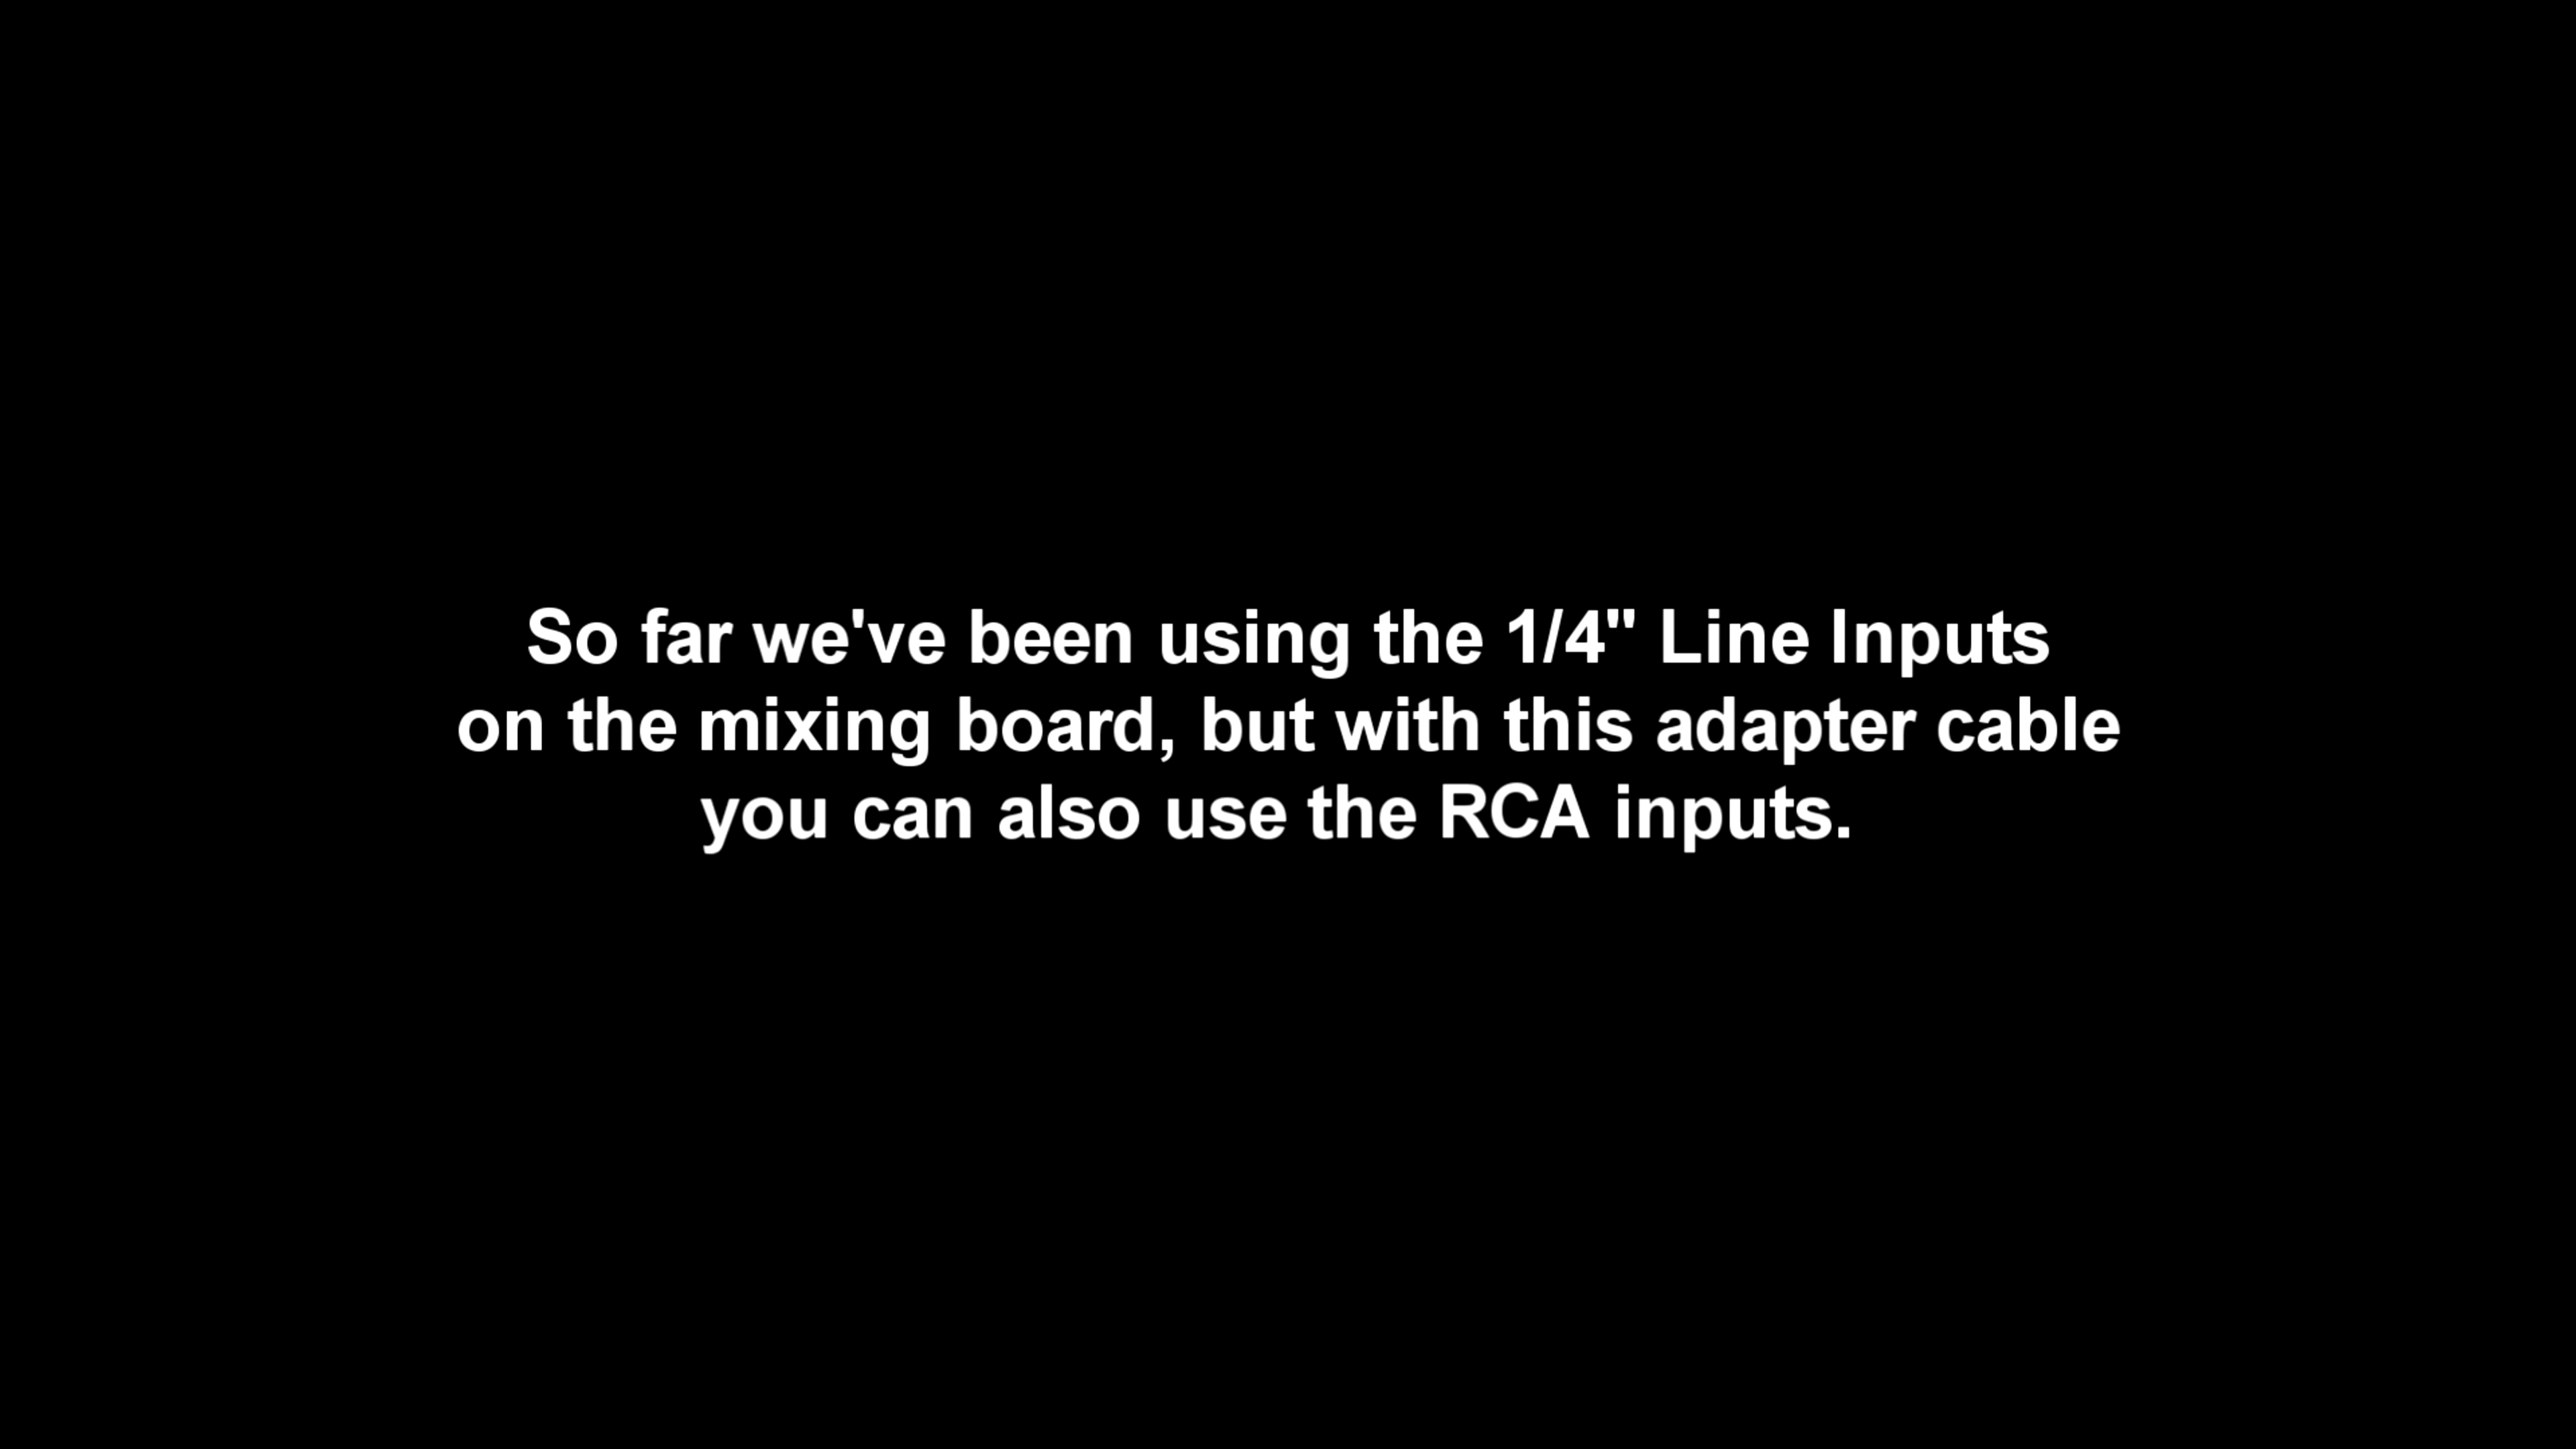 So far we've been using the 1/4" Line Inputs
on the mixing board, but with this adapter cable
you can also use the RCA inputs.